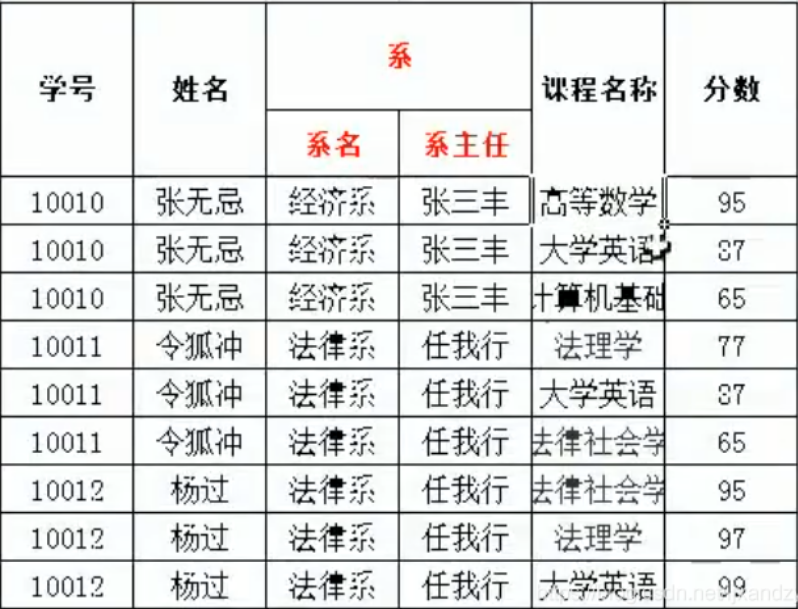 学号 姓名 系 课程名称 分数
系名 系主任
10010 张无忌 经济系 张三丰 高等数学 95
10010 张无忌 经济系 张三丰 大学英语 87
10010 张无忌 经济系 张三丰 计算机基础 65
10011 令狐冲 法律系 任我行 法理学 77
10011 令狐冲 法律系 任我行 大学英语 87
10011 令狐冲 法律系 任我行 法律社会学 65
10012 杨过 法律系 任我行 法律社会学 95
10012 杨过 法律系 任我行 法理学 97
10012 杨过 法律系 任我行 大学英语 99